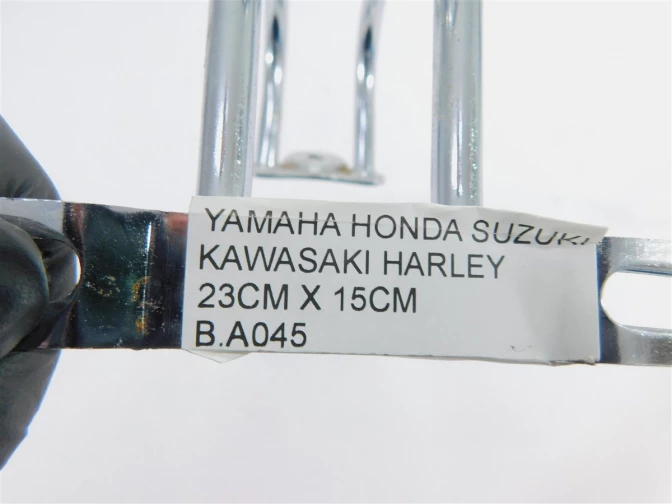 YAMAHA HONDA SUZUKI
KAWASAKI HARLEY
23CM X 15CM
B.A045